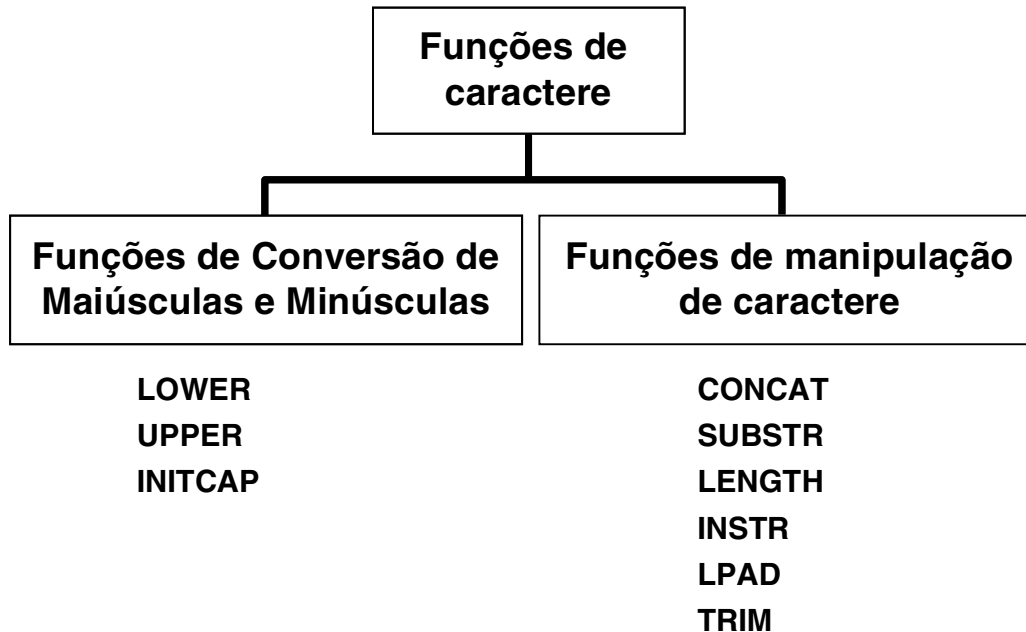 Funções de
caractere
Funções de Conversão de
Maiúsculas e Minúsculas
Funções de manipulação
de caractere
LOWER
UPPER
INITCAP
CONCAT
SUBSTR
LENGTH
INSTR
LPAD
TRIM